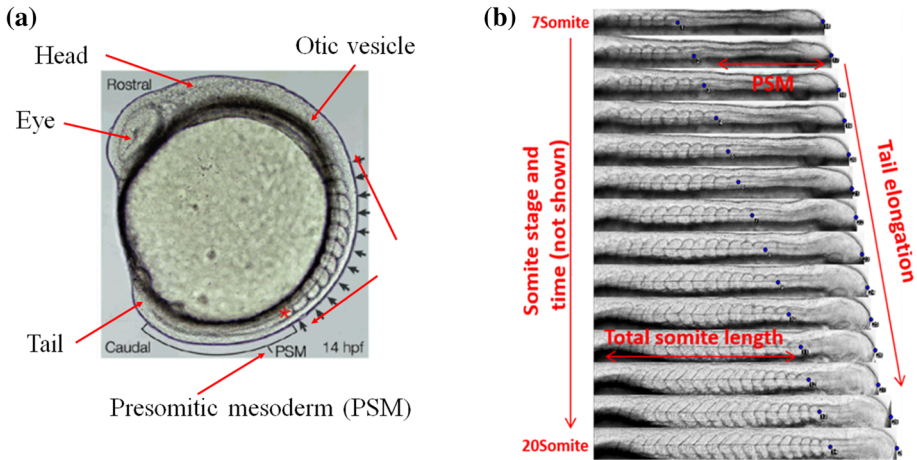 (a)
Head
Otic vesicle
Rostral
Eye
Tail
Caudal
PSM
14 hpf
Presomitic mesoderm (PSM)
(b)
7Somite
PSM
Somite stage and
time (not shown)
Tail elongation
Total somite length
20Somite